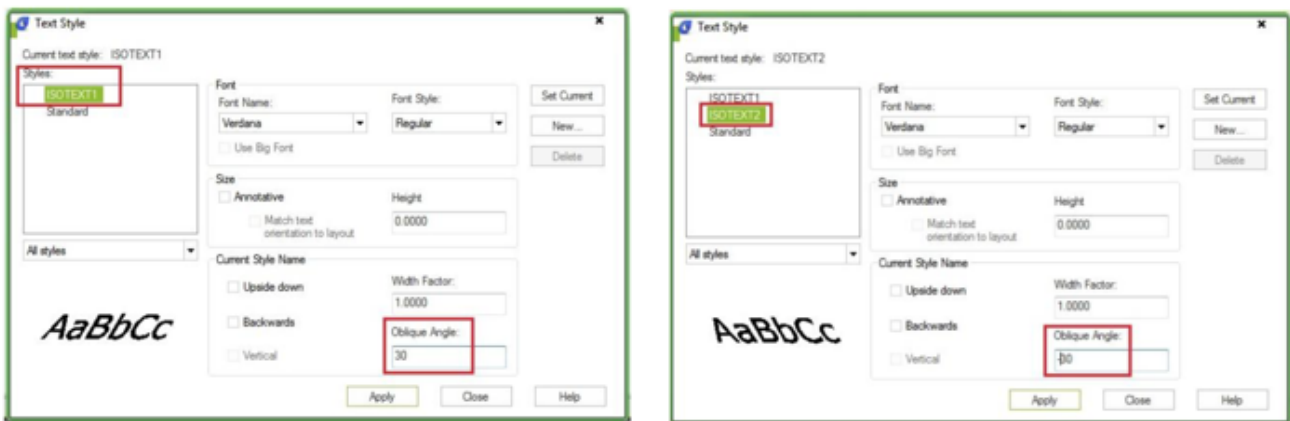 Text Style
Current text style: ISOTEXT1
Styles:
ISOTEXT1
Standard
All styles
AaBbCc
Font
Font Name:
Font Style:
Verdana
Regular
Use Big Font
Size
Annotative
Height
Match text
orientation to layout
0.0000
Current Style Name
Upside down
Width Factor:
1.0000
Backwards
Oblique Angle:
Vertical
30
Set Current
New...
Delete
Apply
Close
Help
Text Style
Current text style: ISOTEXT2
Styles:
ISOTEXT1
ISOTEXT2
Standard
All styles
AaBbCc
Font
Font Name:
Font Style:
Verdana
Regular
Use Big Font
Size
Annotative
Height
Match text
orientation to layout
0.0000
Current Style Name
Upside down
Width Factor:
1.0000
Backwards
Oblique Angle:
Vertical
-30
Set Current
New...
Delete
Apply
Close
Help